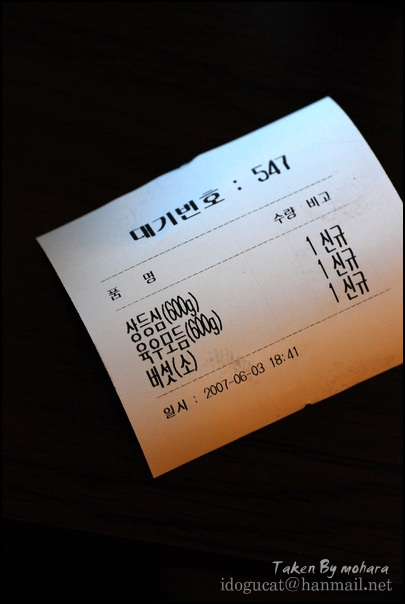 대기번호 : 547
품 명 수량 비고
상등심(600g) 1 신규
육우모듬(600g) 1 신규
버섯(소) 1 신규
일시 : 2007-06-03 18:41
Taken By mohara
idogucat@hanmail.net